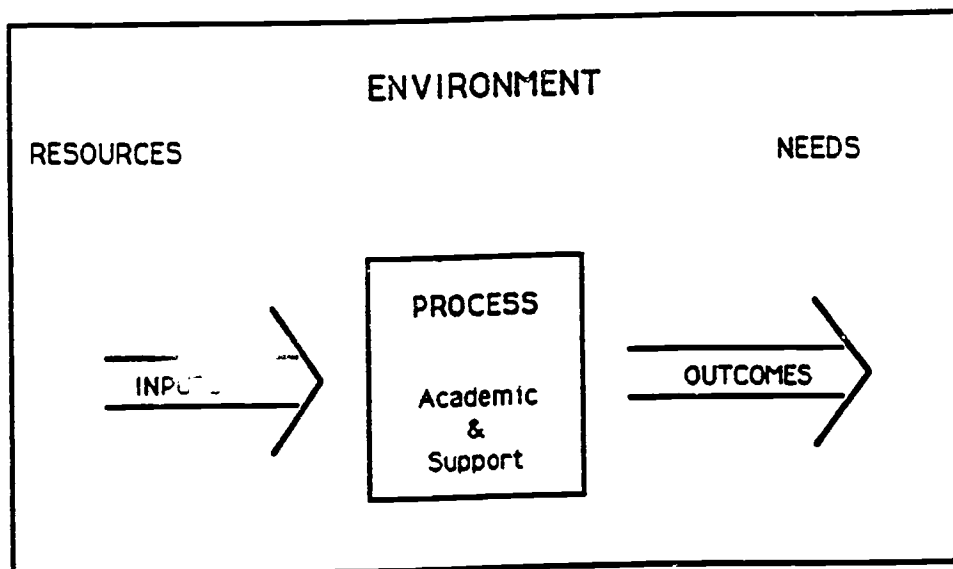 ENVIRONMENT
RESOURCES
NEEDS
PROCESS
Academic
&
Support
OUTCOMES